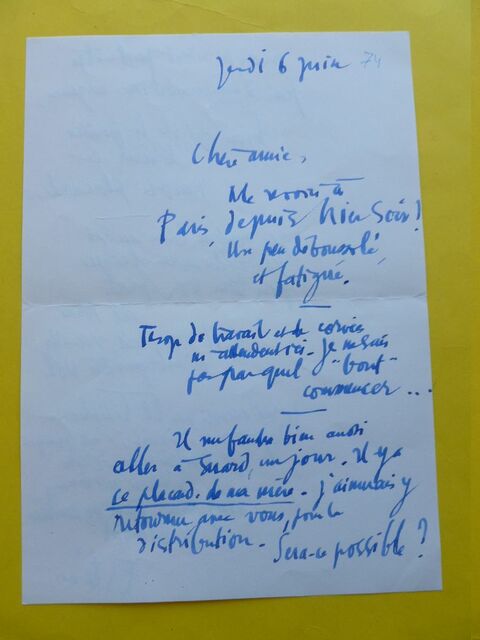 Jeudi 6 juin 74
Chère amie,
Me revoici à
Paris, depuis hier soir !
Un peu déboussolé,
et fatigué.
Trop de travail et de corvées
m'attendent ici. Je ne sais
pas par quel "bout"
commencer...
Il me faudra bien aussi
aller à Suard, un jour. Il y a
ce placard de ma mère. J'aimerais y
retourner avec vous, pour la
distribution. Sera-ce possible ?